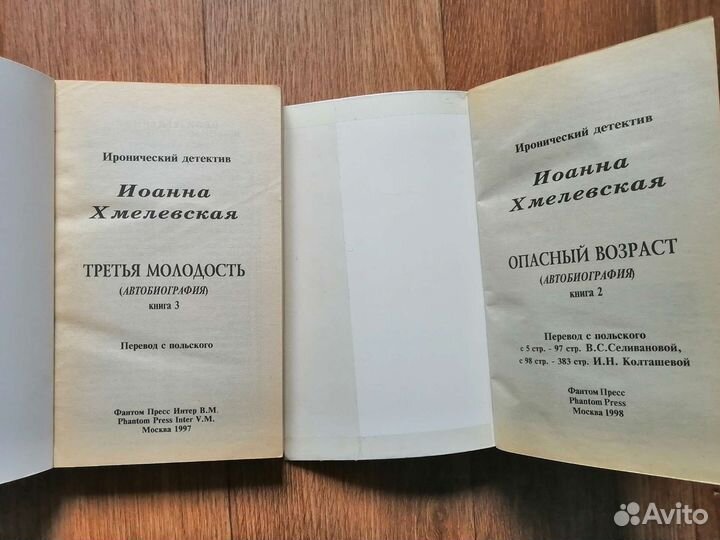 Иронический детектив
Иоанна
Хмелевская
ТРЕТЬЯ МОЛОДОСТЬ
(АВТОБИОГРАФИЯ)
книга 3
Перевод с польского
Фантом Пресс Интер В.М.
Phantom Press Inter V.M.
Москва 1997
Иронический детектив
Иоанна
Хмелевская
ОПАСНЫЙ ВОЗРАСТ
(АВТОБИОГРАФИЯ)
книга 2
Перевод с польского
с 5 стр. - 97 стр. В.С.Селивановой,
с 98 стр. - 383 стр. И.Н. Колташевой
Фантом Пресс
Phantom Press
Москва 1998
Avito